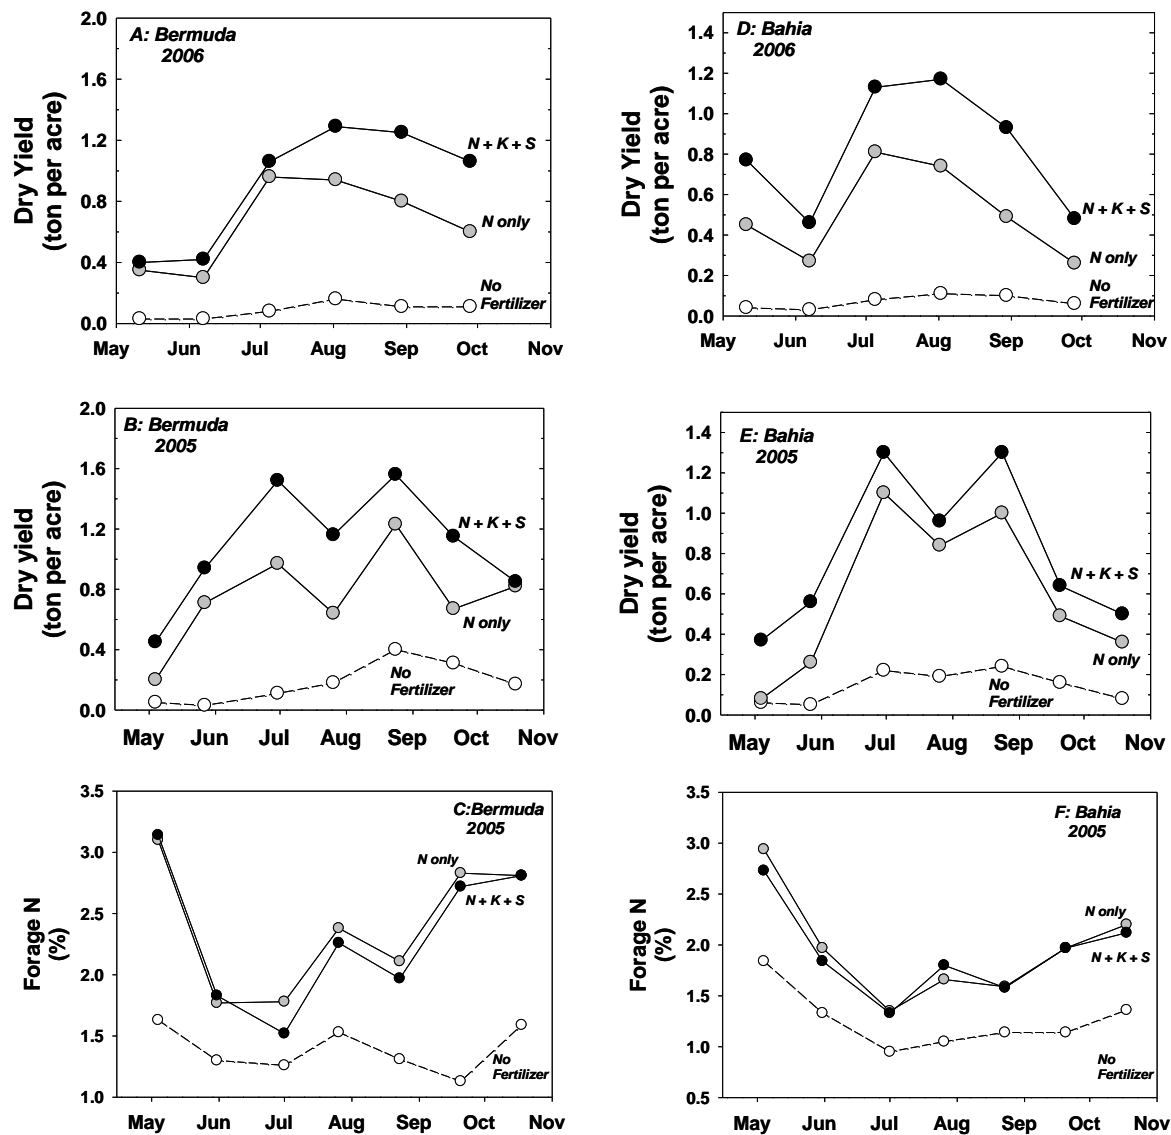 A: Bermuda
2006
Dry Yield
(ton per acre)
2.0
1.6
1.2
0.8
0.4
0.0
N + K + S
N only
No
Fertilizer
May Jun Jul Aug Sep Oct Nov
D: Bahia
2006
Dry Yield
(ton per acre)
1.4
1.2
1.0
0.8
0.6
0.4
0.2
0.0
N + K + S
N only
No
Fertilizer
May Jun Jul Aug Sep Oct Nov
B: Bermuda
2005
Dry yield
(ton per acre)
2.0
1.6
1.2
0.8
0.4
0.0
N + K + S
N only
No
Fertilizer
May Jun Jul Aug Sep Oct Nov
E: Bahia
2005
Dry yield
(ton per acre)
1.4
1.2
1.0
0.8
0.6
0.4
0.2
0.0
N + K + S
N only
No
Fertilizer
May Jun Jul Aug Sep Oct Nov
C:Bermuda
2005
Forage N
(%)
3.5
3.0
2.5
2.0
1.5
1.0
N only
N + K + S
No
Fertilizer
May Jun Jul Aug Sep Oct Nov
F: Bahia
2005
Forage N
(%)
3.5
3.0
2.5
2.0
1.5
1.0
0.5
N only
N + K + S
No
Fertilizer
May Jun Jul Aug Sep Oct Nov